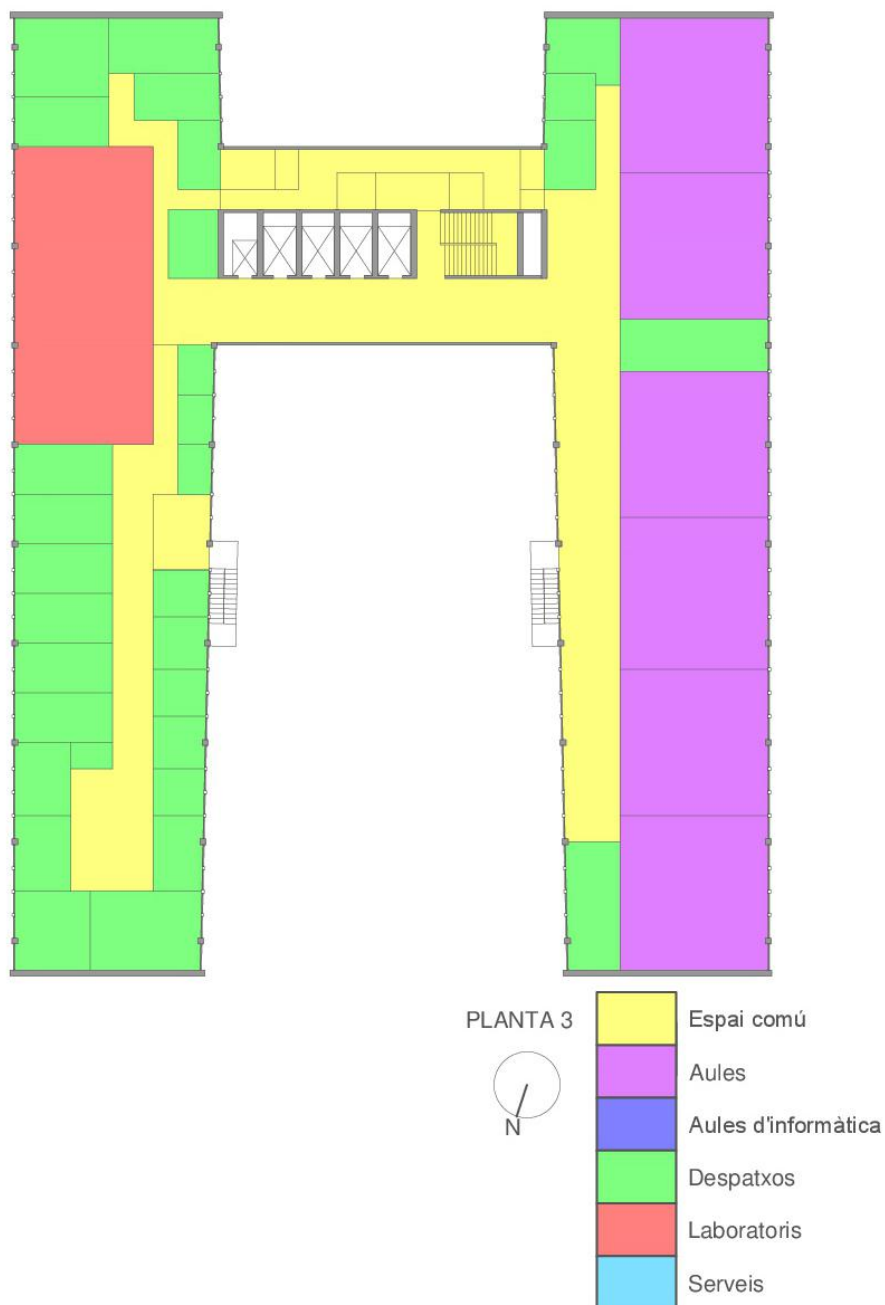 PLANTA 3
N
Espai comú
Aules
Aules d'informàtica
Despatxos
Laboratoris
Serveis